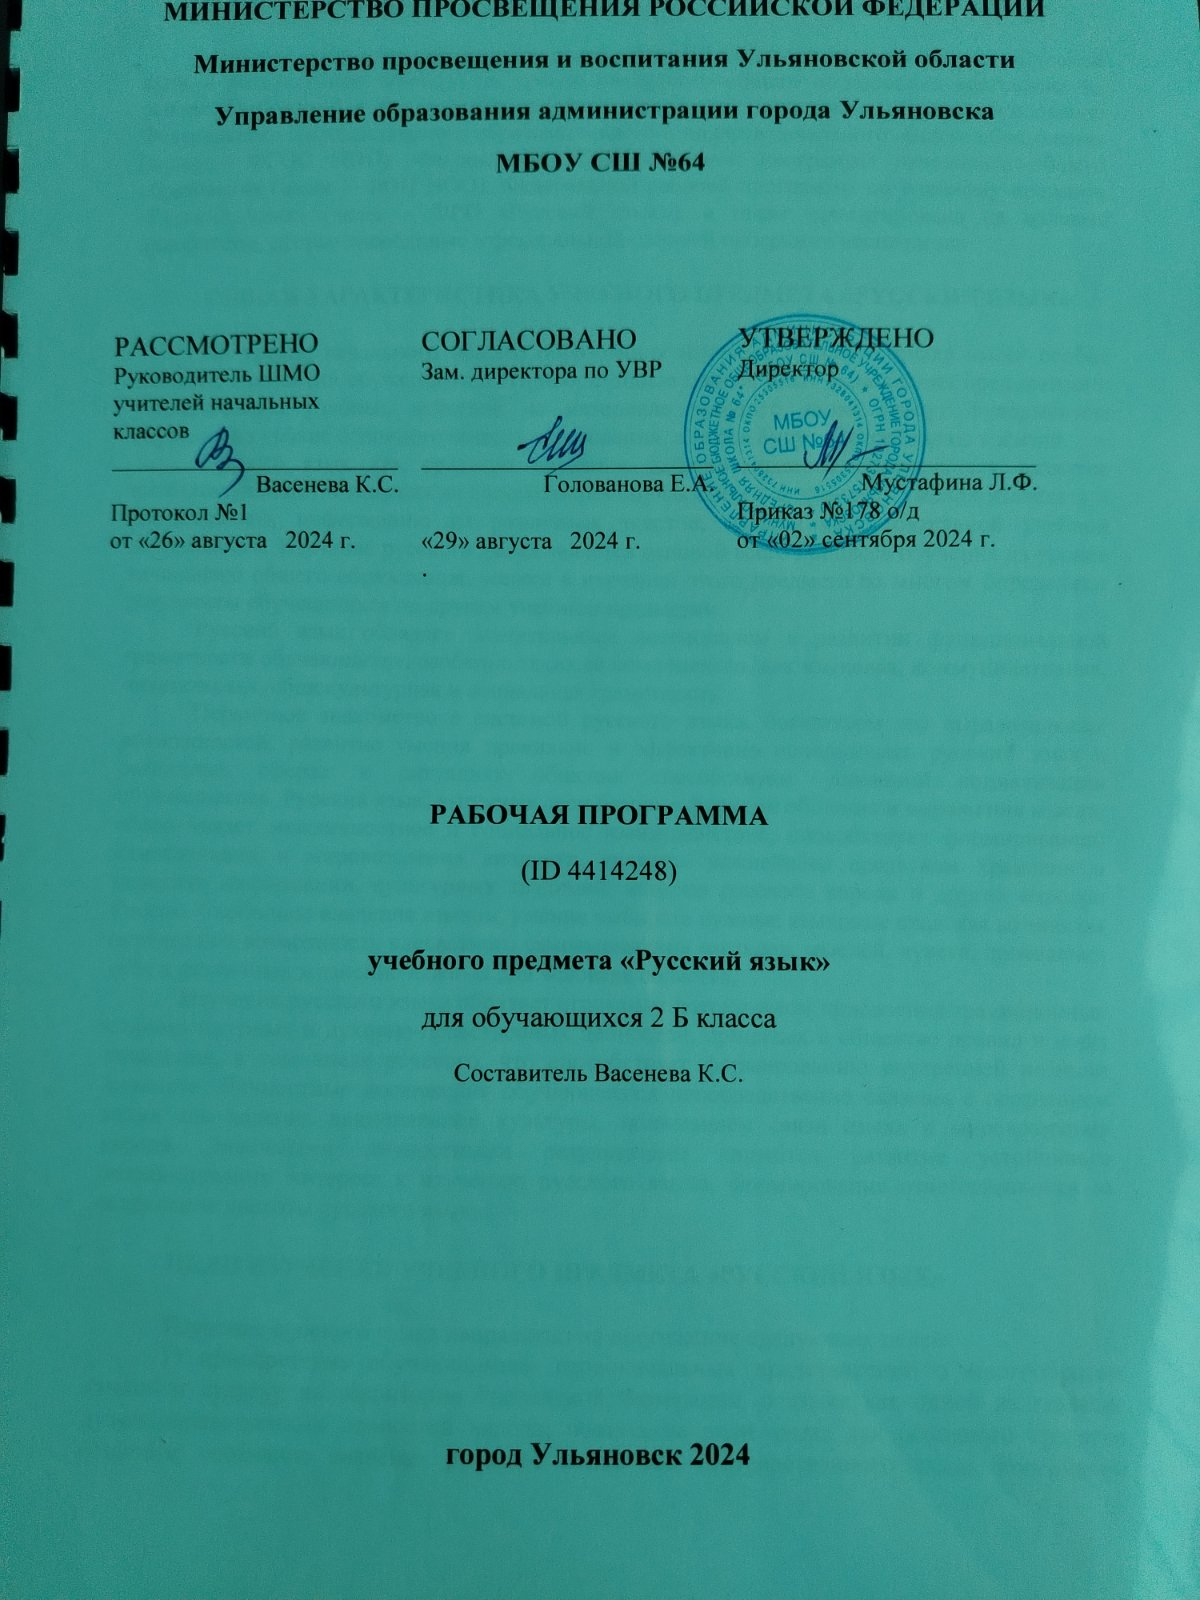 МИНИСТЕРСТВО ПРОСВЕЩЕНИЯ РОССИЙСКОЙ ФЕДЕРАЦИИ
Министерство просвещения и воспитания Ульяновской области
Управление образования администрации города Ульяновска
МБОУ СШ №64
РАССМОТРЕНО
Руководитель ШМО
учителей начальных
классов
Васенева К.С.
Протокол №1
от «26» августа 2024 г.
СОГЛАСОВАНО
Зам. директора по УВР
Голованова Е.А.
«29» августа 2024 г.
.
УТВЕРЖДЕНО
Директор
Мустафина Л.Ф.
Приказ №178 о/д
от «02» сентября 2024 г.
МБОУ
СШ №64
РАБОЧАЯ ПРОГРАММА
(ID 4414248)
учебного предмета «Русский язык»
для обучающихся 2 Б класса
Составитель Васенева К.С.
город Ульяновск 2024